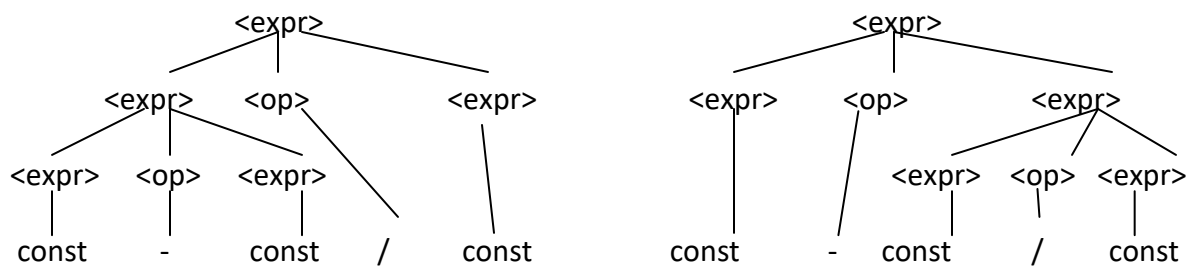 <expr> <expr>
<expr> <op> <expr> <expr> <op> <expr>
<expr> <op> <expr> <expr> <op> <expr>
const - const / const const - const / const